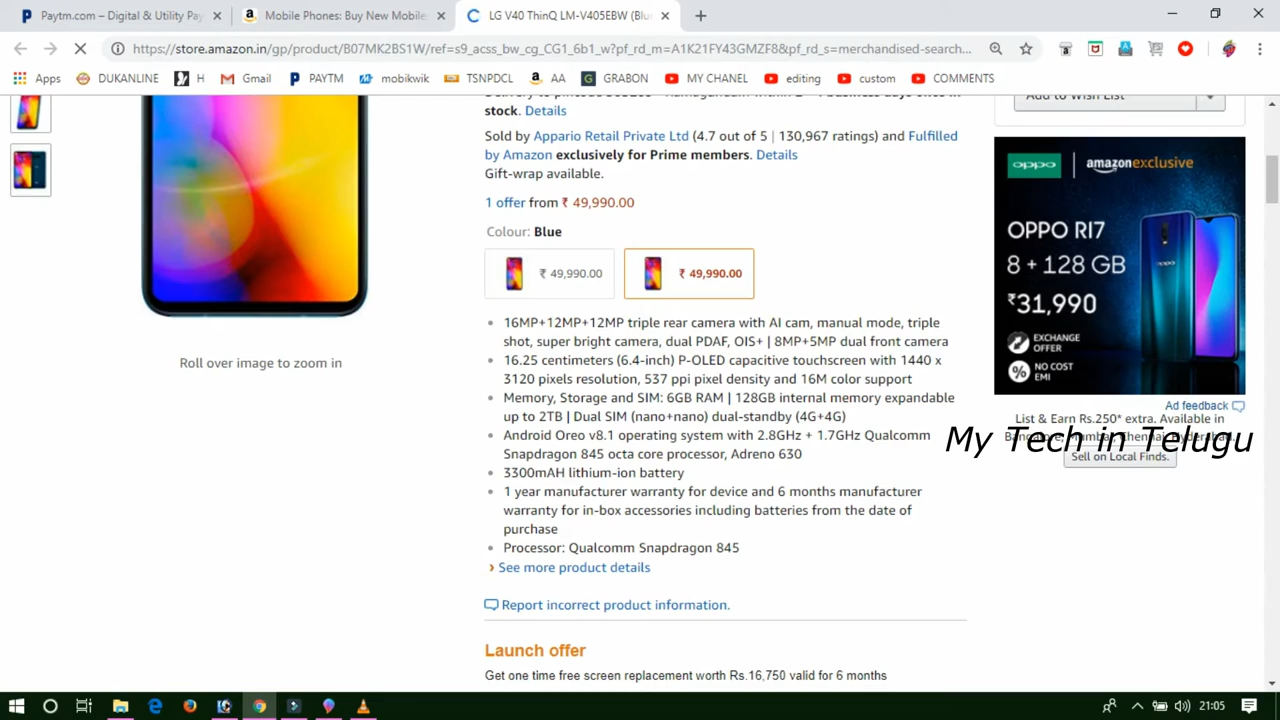 Paytm.com – Digital & Utility Pay
Mobile Phones: Buy New Mobile
LG V40 ThinQ LM-V405EBW (Blu
https://store.amazon.in/gp/product/B07MK2BS1W/ref=s9_acss_bw_cg_CG1_6b1_w?pf_rd_m=A1K21FY43GMZF8&pf_rd_s=merchandised-search...
Apps DUKANLINE H Gmail PAYTM mobikwik TSNPDCL AA GRABON MY CHANEL editing custom COMMENTS
stock. Details
Sold by Appario Retail Private Ltd (4.7 out of 5 | 130,967 ratings) and Fulfilled
by Amazon exclusively for Prime members. Details
Gift-wrap available.
1 offer from ₹ 49,990.00
Colour: Blue
₹ 49,990.00 ₹ 49,990.00
16MP+12MP+12MP triple rear camera with AI cam, manual mode, triple
shot, super bright camera, dual PDAF, OIS+ | 8MP+5MP dual front camera
16.25 centimeters (6.4-inch) P-OLED capacitive touchscreen with 1440 x
3120 pixels resolution, 537 ppi pixel density and 16M color support
Memory, Storage and SIM: 6GB RAM | 128GB internal memory expandable
up to 2TB | Dual SIM (nano+nano) dual-standby (4G+4G)
Android Oreo v8.1 operating system with 2.8GHz + 1.7GHz Qualcomm
Snapdragon 845 octa core processor, Adreno 630
3300mAH lithium-ion battery
1 year manufacturer warranty for device and 6 months manufacturer
warranty for in-box accessories including batteries from the date of
purchase
Processor: Qualcomm Snapdragon 845
› See more product details
Report incorrect product information.
Launch offer
Get one time free screen replacement worth Rs.16,750 valid for 6 months
Roll over image to zoom in
Add to Wish List
oppo | amazonexclusive
OPPO R17
8 + 128 GB
₹31,990
EXCHANGE
OFFER
NO COST
EMI
oppo
Ad feedback
List & Earn Rs.250* extra. Available in
Bangalore, Mumbai, Chennai, Hyderabad.
My Tech in Telugu
Sell on Local Finds.
21:05